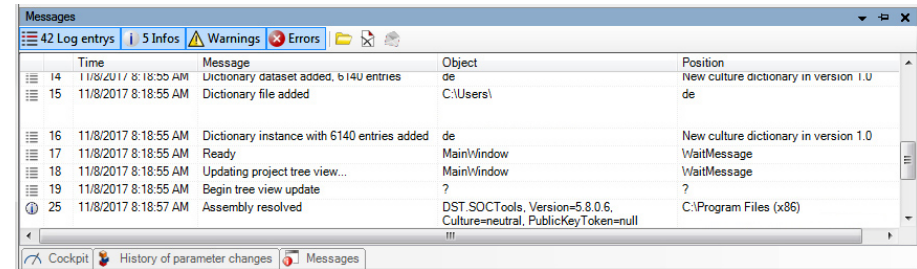 Messages
42 Log entrys 5 Infos Warnings Errors
Time Message Object Position
14 11/8/2017 8:18:55 AM Dictionary dataset added, 6140 entries de New culture dictionary in version 1.0
15 11/8/2017 8:18:55 AM Dictionary file added C:\Users\ de
16 11/8/2017 8:18:55 AM Dictionary instance with 6140 entries added de New culture dictionary in version 1.0
17 11/8/2017 8:18:55 AM Ready MainWindow WaitMessage
18 11/8/2017 8:18:55 AM Updating project tree view... MainWindow WaitMessage
19 11/8/2017 8:18:55 AM Begin tree view update ? ?
25 11/8/2017 8:18:57 AM Assembly resolved DST.SOCTools, Version=5.8.0.6, C:\Program Files (x86)
Culture=neutral, PublicKeyToken=null
Cockpit History of parameter changes Messages